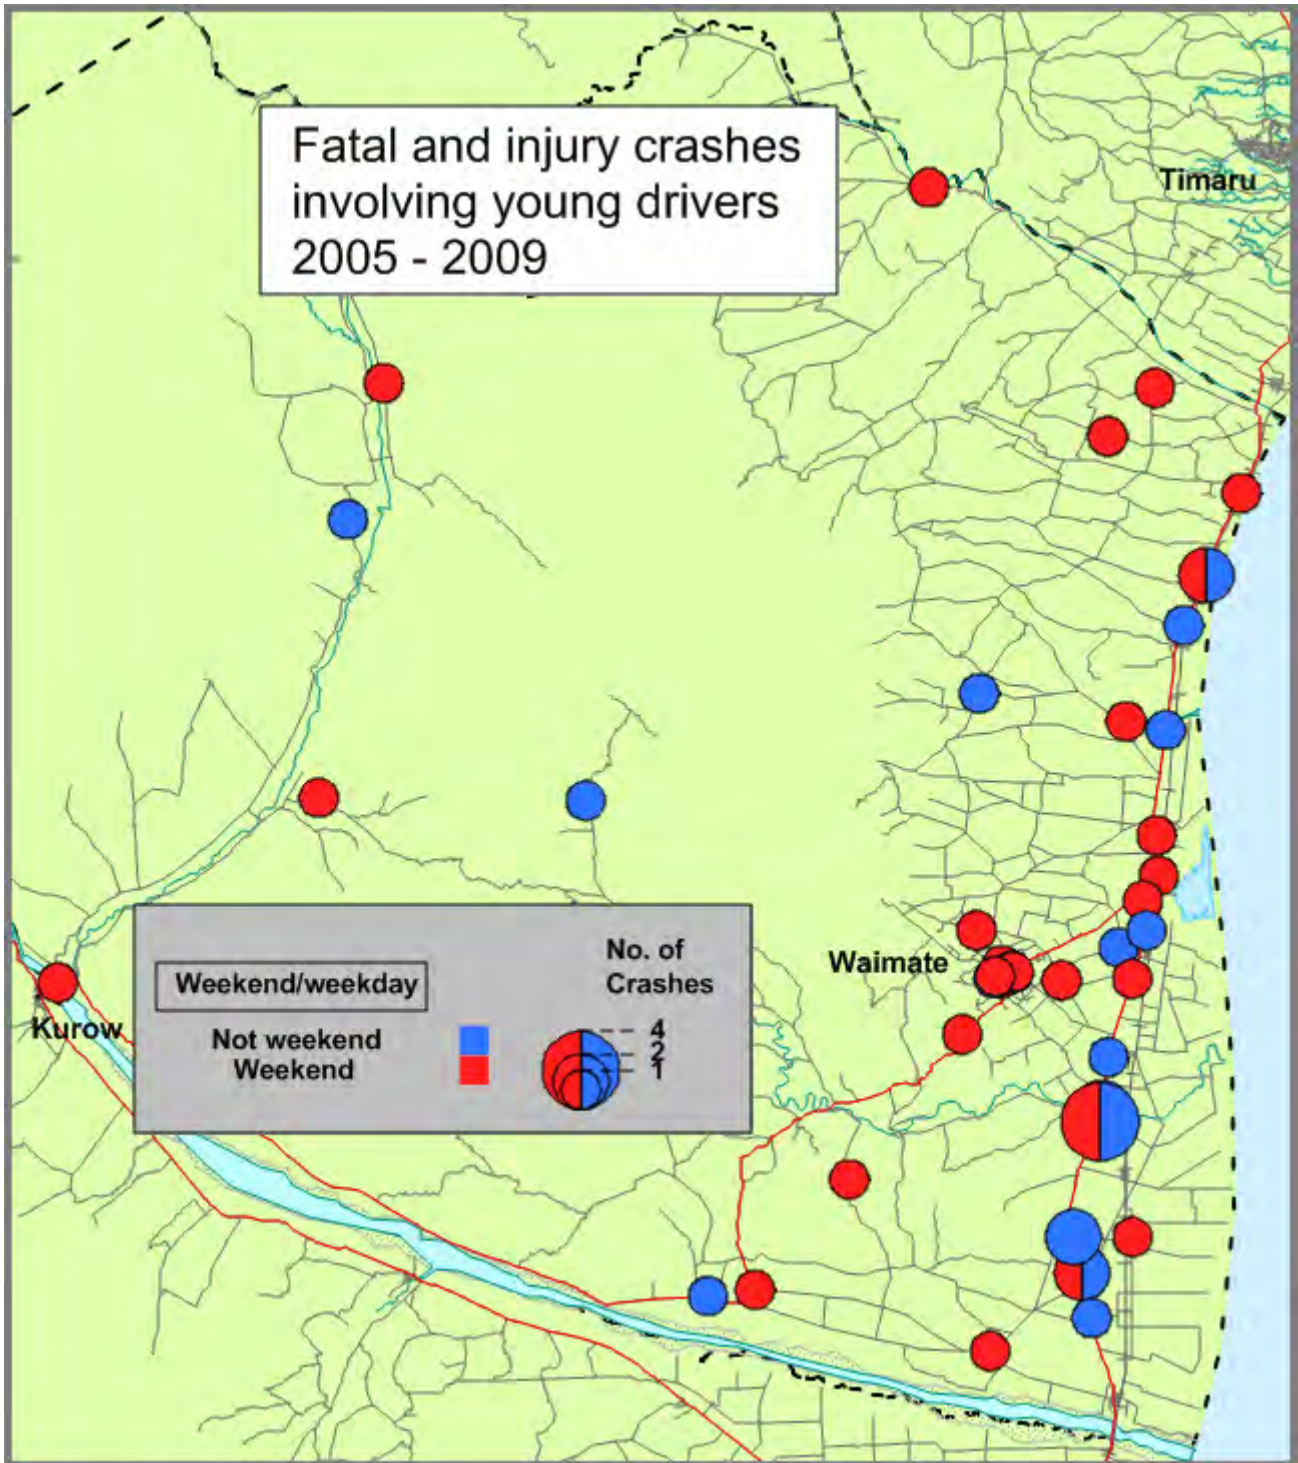 Fatal and injury crashes
involving young drivers
2005 - 2009
Timaru
Waimate
Kurow
Weekend/weekday
No. of
Crashes
Not weekend
Weekend
4
2
1